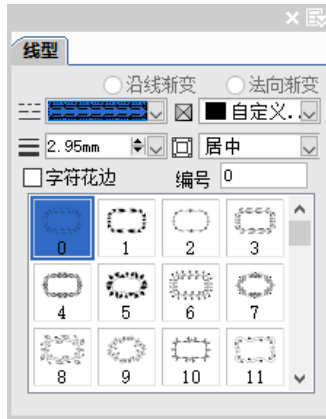 线型
沿线渐变 法向渐变
自定义..
2.95mm 居中
字符花边 编号 0
0 1 2 3
4 5 6 7
8 9 10 11